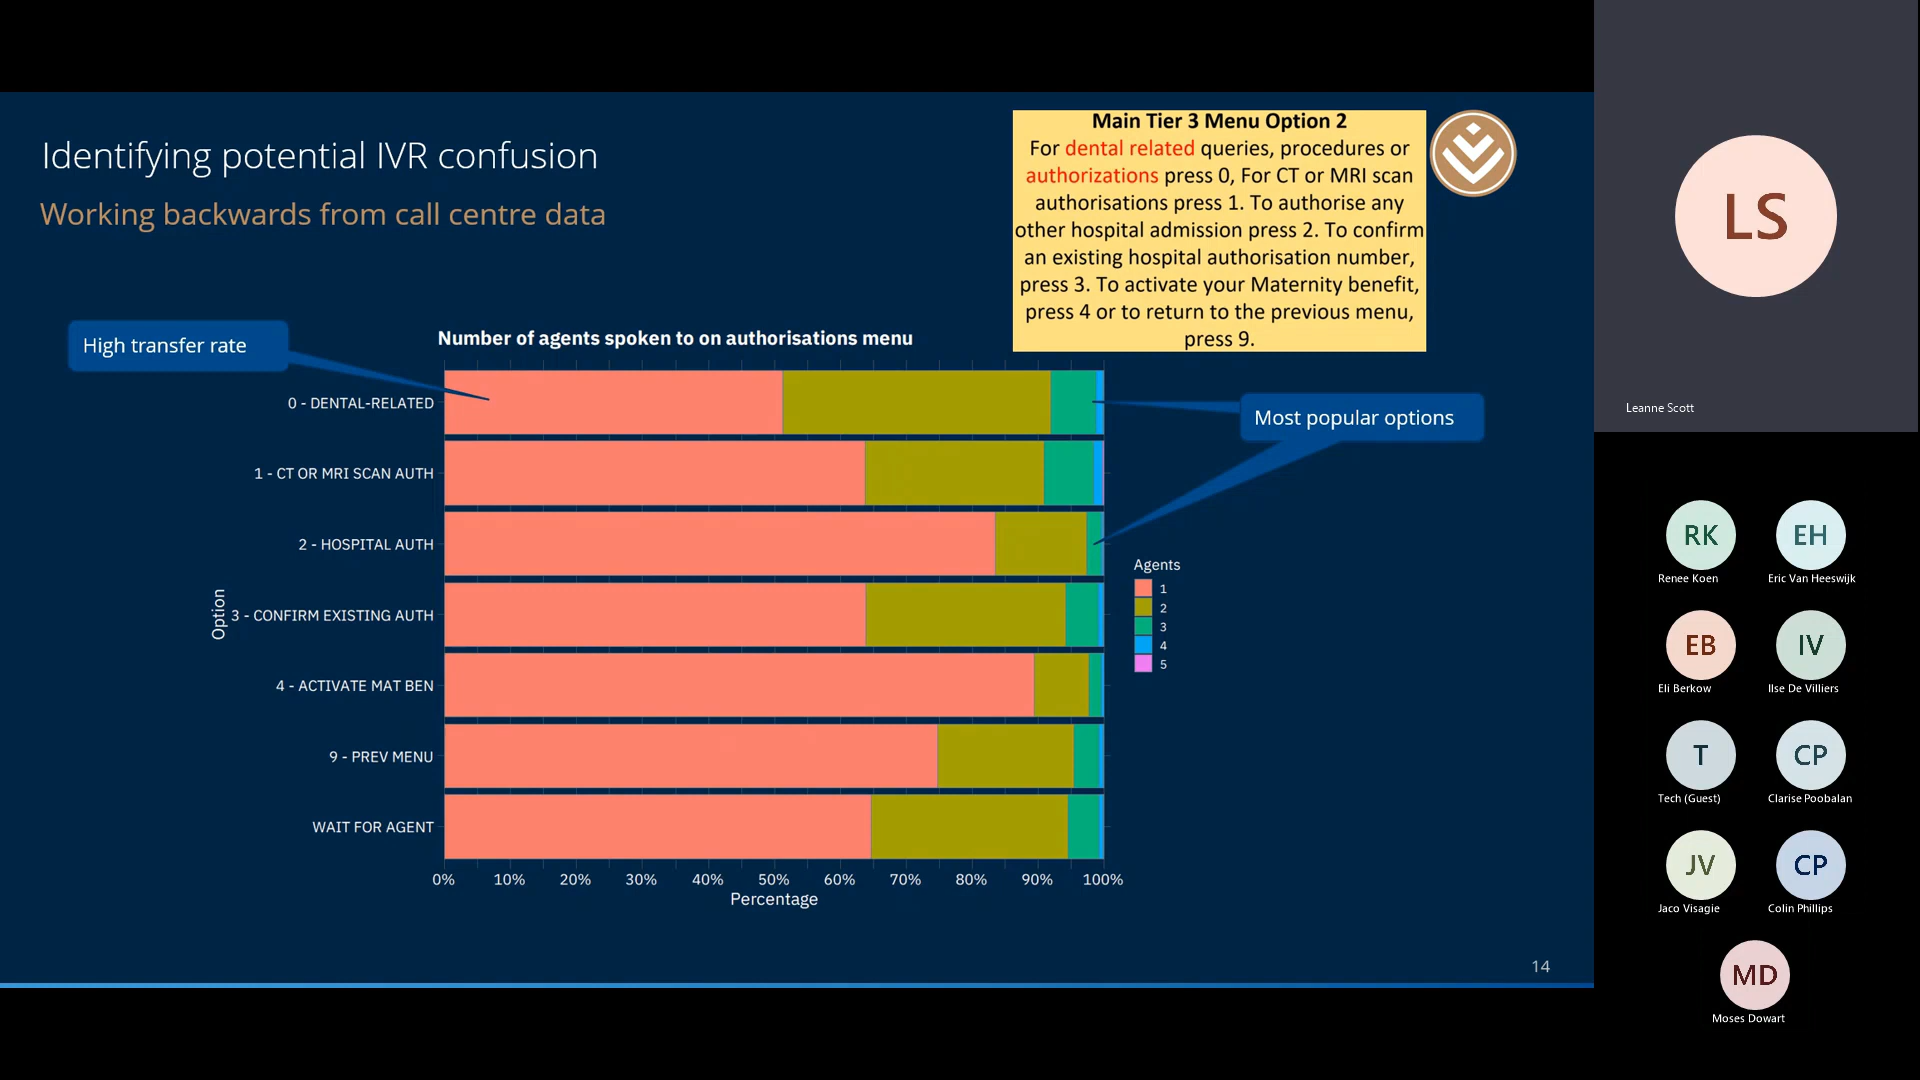 Identifying potential IVR confusion
Working backwards from call centre data
Main Tier 3 Menu Option 2
For dental related queries, procedures or
authorizations press 0, For CT or MRI scan
authorisations press 1. To authorise any
other hospital admission press 2. To confirm
an existing hospital authorisation number,
press 3. To activate your Maternity benefit,
press 4 or to return to the previous menu,
press 9.
High transfer rate
Number of agents spoken to on authorisations menu
Most popular options
Option
0 - DENTAL-RELATED
1 - CT OR MRI SCAN AUTH
2 - HOSPITAL AUTH
3 - CONFIRM EXISTING AUTH
4 - ACTIVATE MAT BEN
9 - PREV MENU
WAIT FOR AGENT
0% 10% 20% 30% 40% 50% 60% 70% 80% 90% 100%
Percentage
Agents
1
2
3
4
5
14
LS
Leanne Scott
RK
Renee Koen
EH
Eric Van Heeswijk
EB
Eli Berkow
IV
Ilse De Villiers
T
Tech (Guest)
CP
Clarise Poobalan
JV
Jaco Visagie
CP
Colin Phillips
MD
Moses Dowart